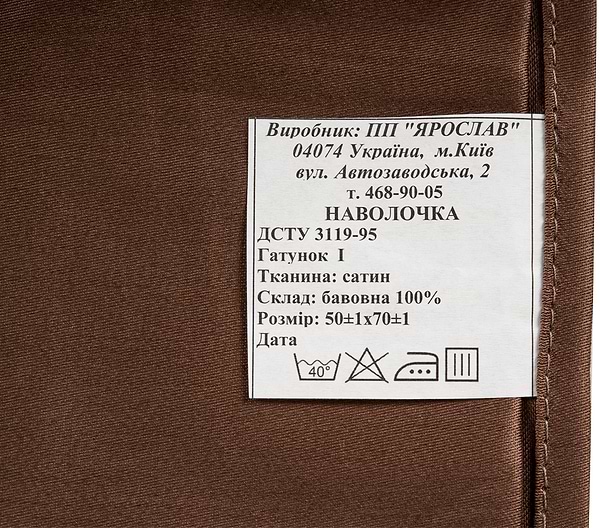 Виробник: ПП "ЯРОСЛАВ"
04074 Україна, м.Київ
вул. Автозаводська, 2
т. 468-90-05
НАВОЛОЧКА
ДСТУ 3119-95
Гатунок І
Тканина: сатин
Склад: бавовна 100%
Розмір: 50±1х70±1
Дата
40°